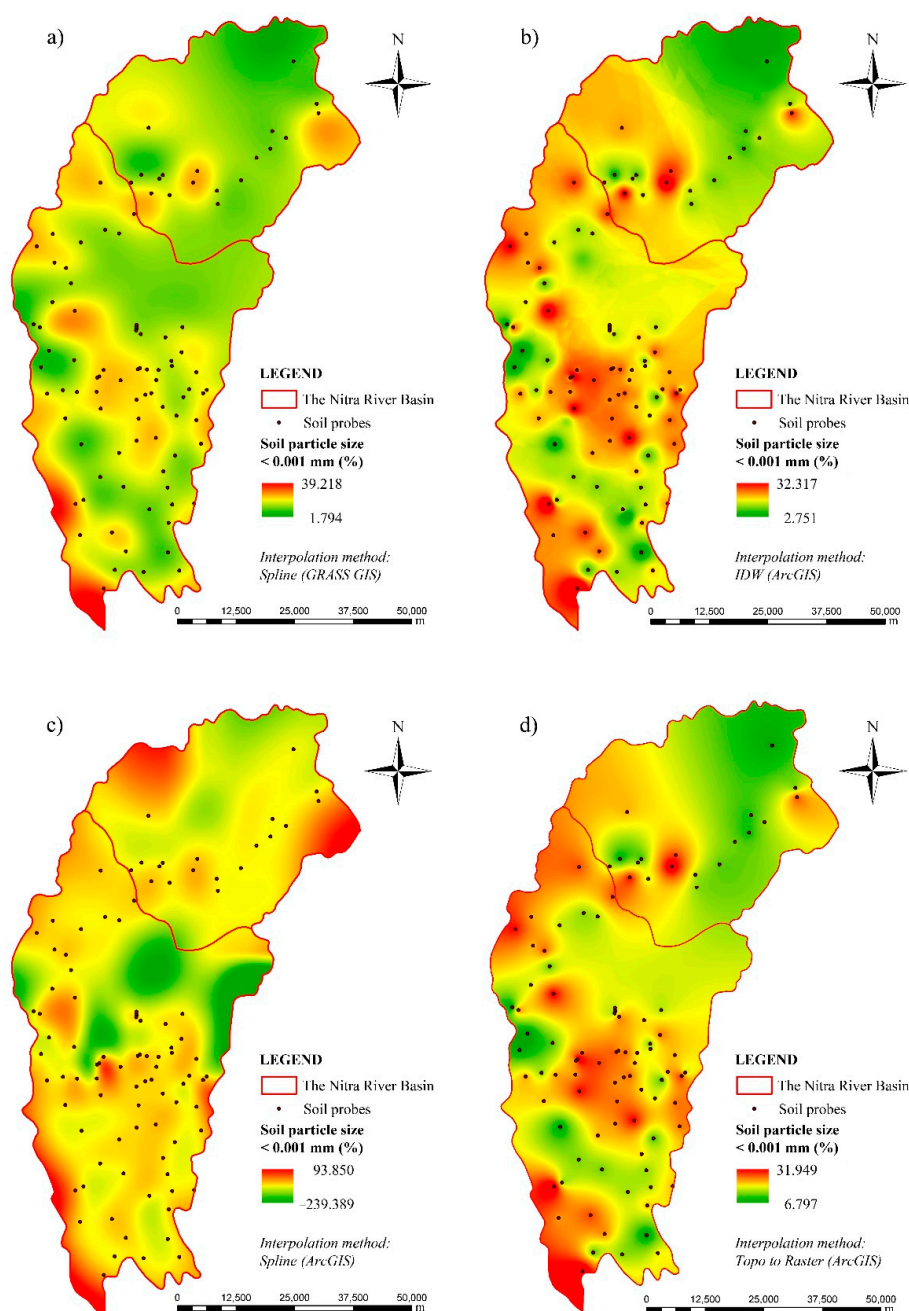 a)
N
LEGEND
The Nitra River Basin
Soil probes
Soil particle size
< 0.001 mm (%)
39.218
1.794
Interpolation method:
Spline (GRASS GIS)
0 12,500 25,000 37,500 50,000
m
b)
N
LEGEND
The Nitra River Basin
Soil probes
Soil particle size
< 0.001 mm (%)
32.317
2.751
Interpolation method:
IDW (ArcGIS)
0 12,500 25,000 37,500 50,000
m
c)
N
LEGEND
The Nitra River Basin
Soil probes
Soil particle size
< 0.001 mm (%)
93.850
–239.389
Interpolation method:
Spline (ArcGIS)
0 12,500 25,000 37,500 50,000
m
d)
N
LEGEND
The Nitra River Basin
Soil probes
Soil particle size
< 0.001 mm (%)
31.949
6.797
Interpolation method:
Topo to Raster (ArcGIS)
0 12,500 25,000 37,500 50,000
m